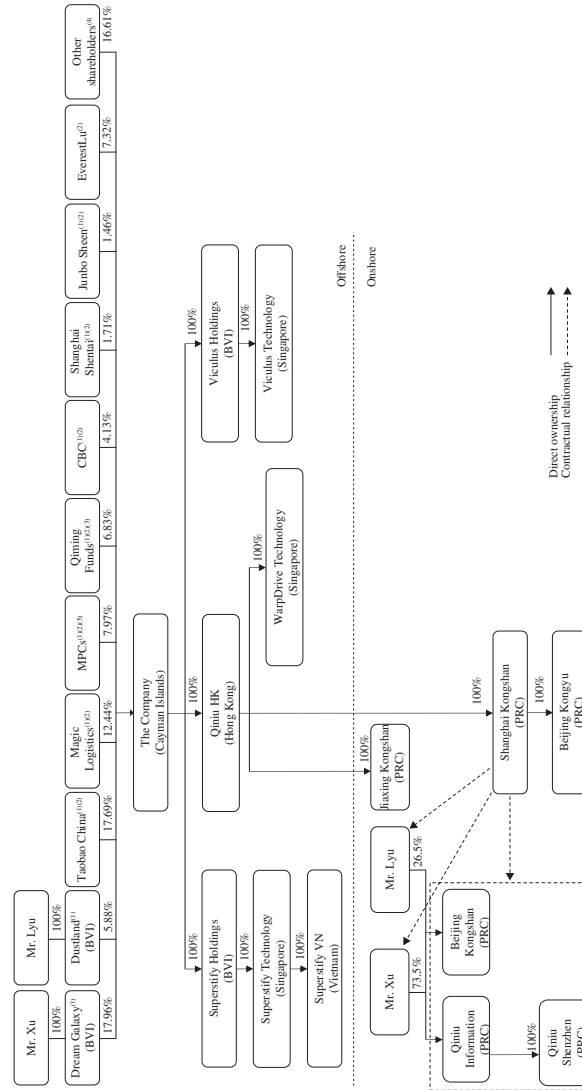 Mr. Xu
Mr. Lyu
100%
100%
Dream Galaxy(1)
(BVI)
Dustland(1)
(BVI)
Taobao China(1)(2)
Magic
Logistics(1)(2)
MPCs(1)(2)(5)
Qiming
Funds(1)(2)(3)
CBC(1)(2)
Shanghai
Shentai(1)(2)
Junbo Sheen(1)(2)
EverestLu(2)
Other
shareholders(4)
17.96%
5.88%
17.69%
12.44%
7.97%
6.83%
4.13%
1.71%
1.46%
7.32%
16.61%
The Company
(Cayman Islands)
100%
100%
100%
Superstify Holdings
(BVI)
Qiniu HK
(Hong Kong)
Viculus Holdings
(BVI)
100%
100%
100%
Superstify Technology
(Singapore)
WarpDrive Technology
(Singapore)
Viculus Technology
(Singapore)
100%
Superstify VN
(Vietnam)
Offshore
Onshore
100%
Mr. Xu
Mr. Lyu
Jiaxing Kongshan
(PRC)
73.5%
26.5%
100%
Qiniu
Information
(PRC)
Beijing
Kongshan
(PRC)
Shanghai Kongshan
(PRC)
100%
100%
Qiniu
Shenzhen
(PRC)
Beijing Kongyu
(PRC)
Direct ownership
Contractual relationship